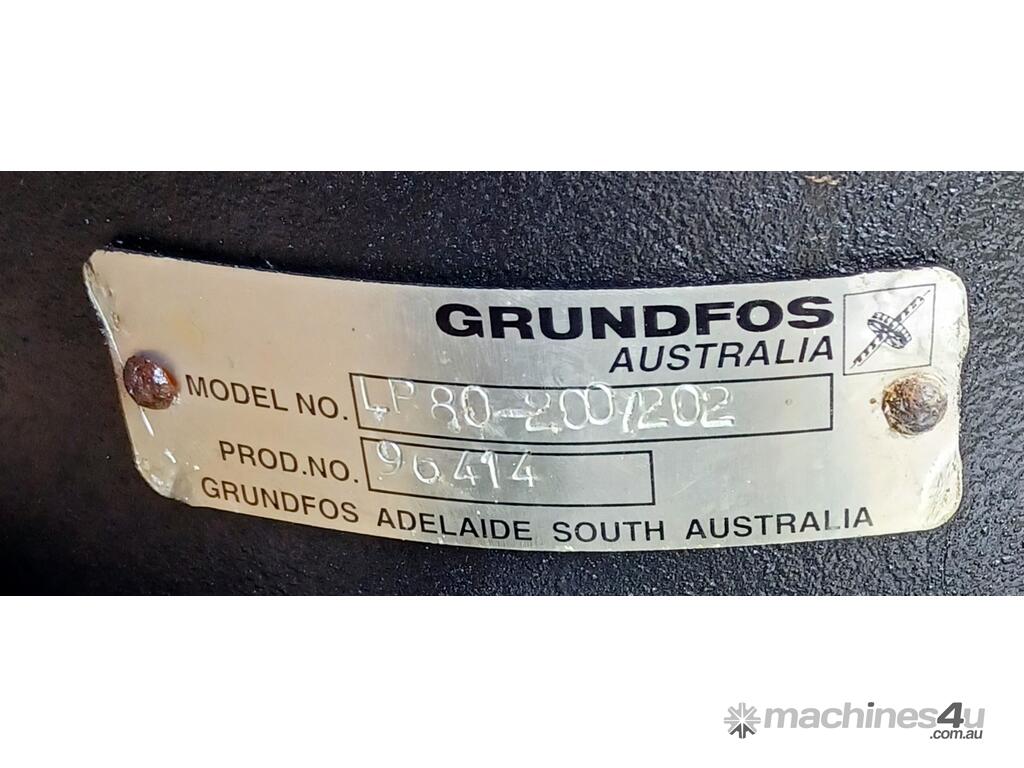 GRUNDFOS
AUSTRALIA
MODEL NO. LP 80-200/202
PROD.NO. 96414
GRUNDFOS ADELAIDE SOUTH AUSTRALIA
machines4u
.com.au